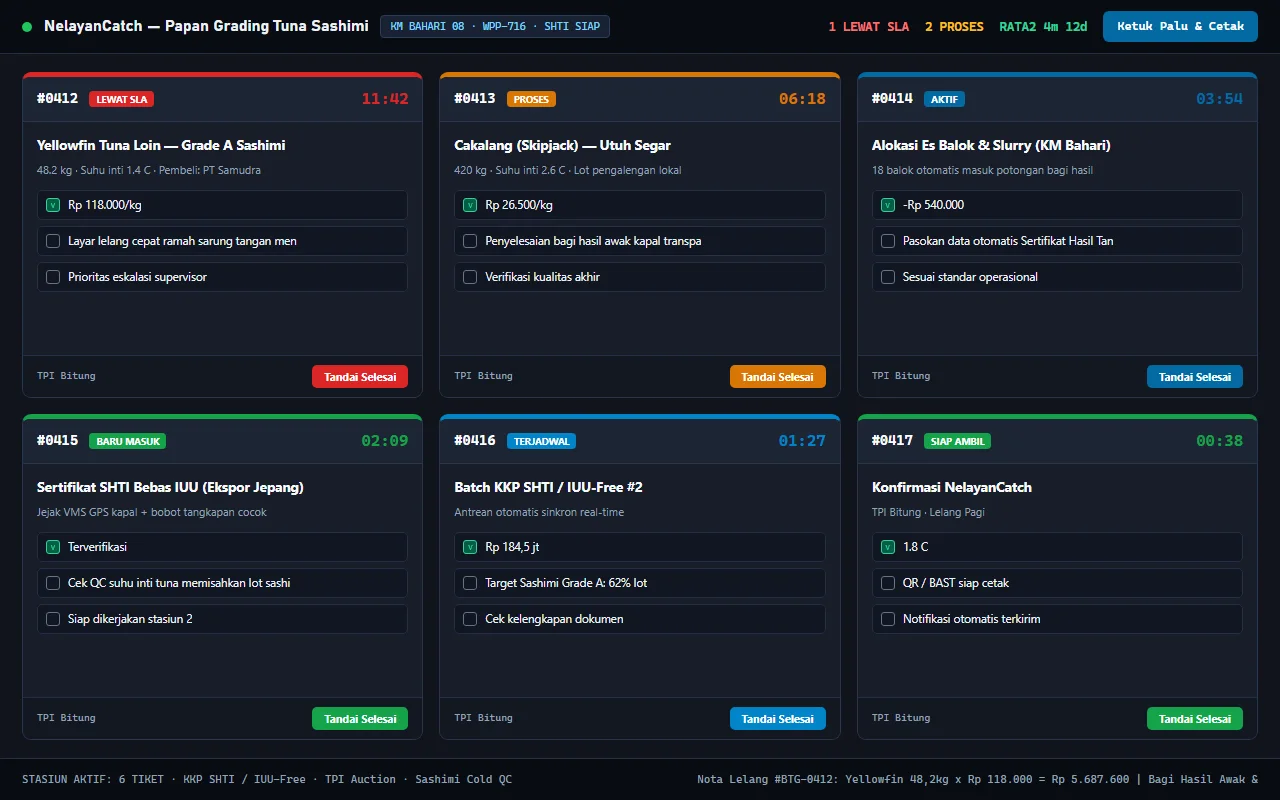 NelayanCatch — Papan Grading Tuna Sashimi
KM BAHARI 08 · WPP-716 · SHTI SIAP
1 LEWAT SLA
2 PROSES
RATA2 4m 12d
Ketuk Palu & Cetak
#0412
LEWAT SLA
11:42
Yellowfin Tuna Loin — Grade A Sashimi
48.2 kg · Suhu inti 1.4 C · Pembeli: PT Samudra
v Rp 118.000/kg
Layar lelang cepat ramah sarung tangan men
Prioritas eskalasi supervisor
TPI Bitung
Tandai Selesai
#0413
PROSES
06:18
Cakalang (Skipjack) — Utuh Segar
420 kg · Suhu inti 2.6 C · Lot pengalengan lokal
v Rp 26.500/kg
Penyelesaian bagi hasil awak kapal transpa
Verifikasi kualitas akhir
TPI Bitung
Tandai Selesai
#0414
AKTIF
03:54
Alokasi Es Balok & Slurry (KM Bahari)
18 balok otomatis masuk potongan bagi hasil
v -Rp 540.000
Pasokan data otomatis Sertifikat Hasil Tan
Sesuai standar operasional
TPI Bitung
Tandai Selesai
#0415
BARU MASUK
02:09
Sertifikat SHTI Bebas IUU (Ekspor Jepang)
Jejak VMS GPS kapal + bobot tangkapan cocok
v Terverifikasi
Cek QC suhu inti tuna memisahkan lot sashi
Siap dikerjakan stasiun 2
TPI Bitung
Tandai Selesai
#0416
TERJADWAL
01:27
Batch KKP SHTI / IUU-Free #2
Antrean otomatis sinkron real-time
v Rp 184,5 jt
Target Sashimi Grade A: 62% lot
Cek kelengkapan dokumen
TPI Bitung
Tandai Selesai
#0417
SIAP AMBIL
00:38
Konfirmasi NelayanCatch
TPI Bitung · Lelang Pagi
v 1.8 C
QR / BAST siap cetak
Notifikasi otomatis terkirim
TPI Bitung
Tandai Selesai
STASIUN AKTIF: 6 TIKET · KKP SHTI / IUU-Free · TPI Auction · Sashimi Cold QC
Nota Lelang #BTG-0412: Yellowfin 48,2kg x Rp 118.000 = Rp 5.687.600 | Bagi Hasil Awak &